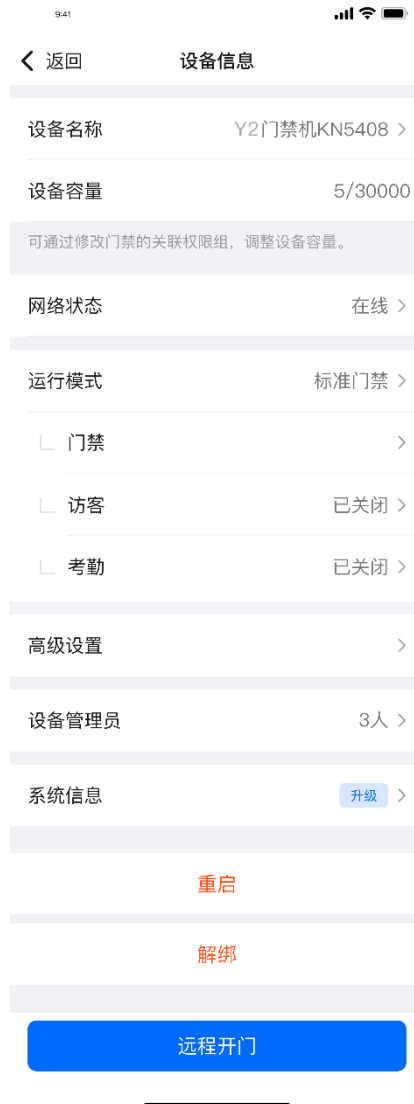 9:41
返回 设备信息
设备名称 Y2门禁机KN5408
设备容量 5/30000
可通过修改门禁的关联权限组，调整设备容量。
网络状态 在线
运行模式 标准门禁
门禁
访客 已关闭
考勤 已关闭
高级设置
设备管理员 3人
系统信息 升级
重启
解绑
远程开门